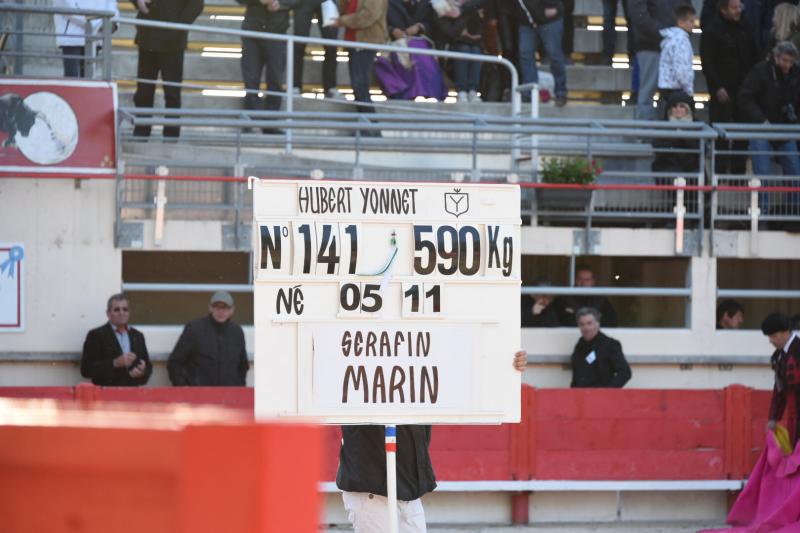 HUBERT YONNET Y
N° 141 590 Kg
NÉ 05 11
SERAFIN
MARIN